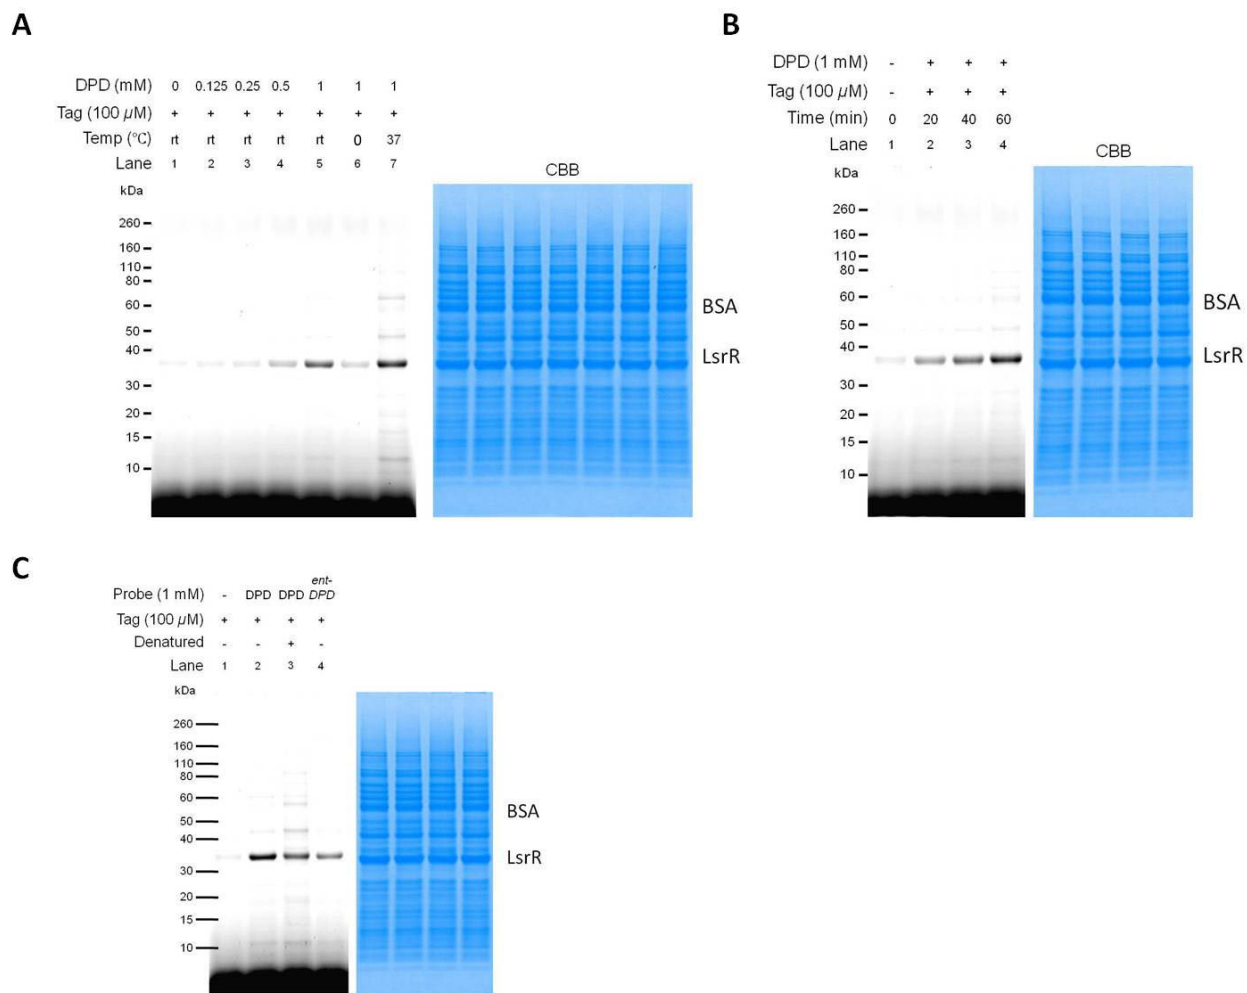 A
DPD (mM) 0 0.125 0.25 0.5 1 1 1
Tag (100 µM) + + + + + + +
Temp (℃) rt rt rt rt rt 0 37
Lane 1 2 3 4 5 6 7
kDa
CBB
260
160
110
80
60
50
40
30
20
15
10
BSA
LsrR
B
DPD (1 mM) - + + +
Tag (100 µM) - + + +
Time (min) 0 20 40 60
Lane 1 2 3 4
kDa
CBB
260
160
110
80
60
50
40
30
20
15
10
BSA
LsrR
C
Probe (1 mM) - DPD DPD ent-DPD
Tag (100 µM) + + + +
Denatured - - + -
Lane 1 2 3 4
kDa
260
160
110
80
60
50
40
30
20
15
10
BSA
LsrR